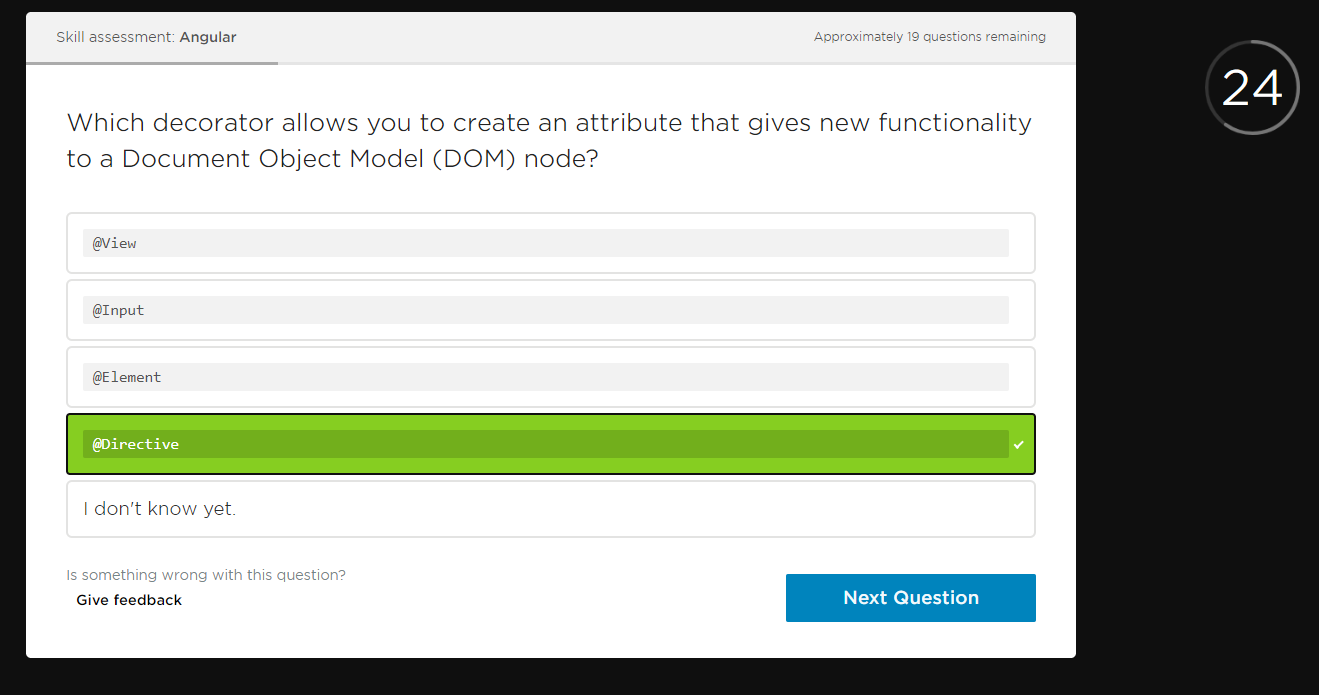 Skill assessment: Angular
Approximately 19 questions remaining
24
Which decorator allows you to create an attribute that gives new functionality
to a Document Object Model (DOM) node?
@View
@Input
@Element
@Directive
I don't know yet.
Is something wrong with this question?
Give feedback
Next Question